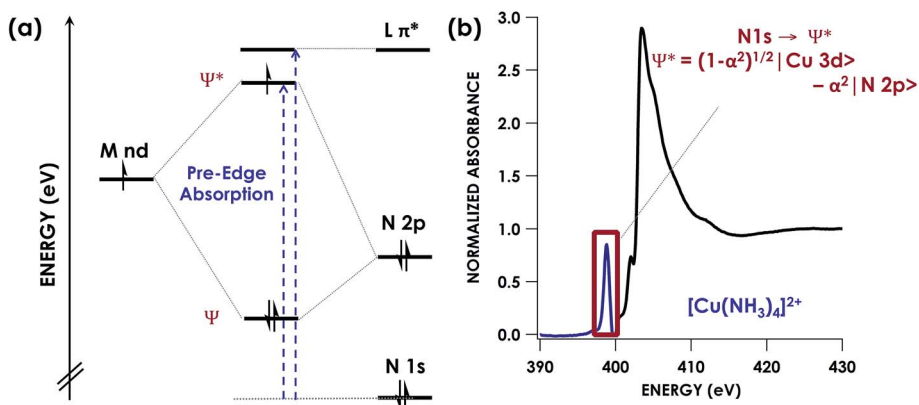 (a)
L π*
Ψ*
M nd
Pre-Edge
Absorption
N 2p
Ψ
N 1s
ENERGY (eV)
(b)
N1s → Ψ*
Ψ* = (1-α²)¹/² | Cu 3d>
– α² | N 2p>
3.0
2.5
2.0
1.5
1.0
0.5
0.0
NORMALIZED ABSORBANCE
[Cu(NH₃)₄]²⁺
390
400
410
420
430
ENERGY (eV)